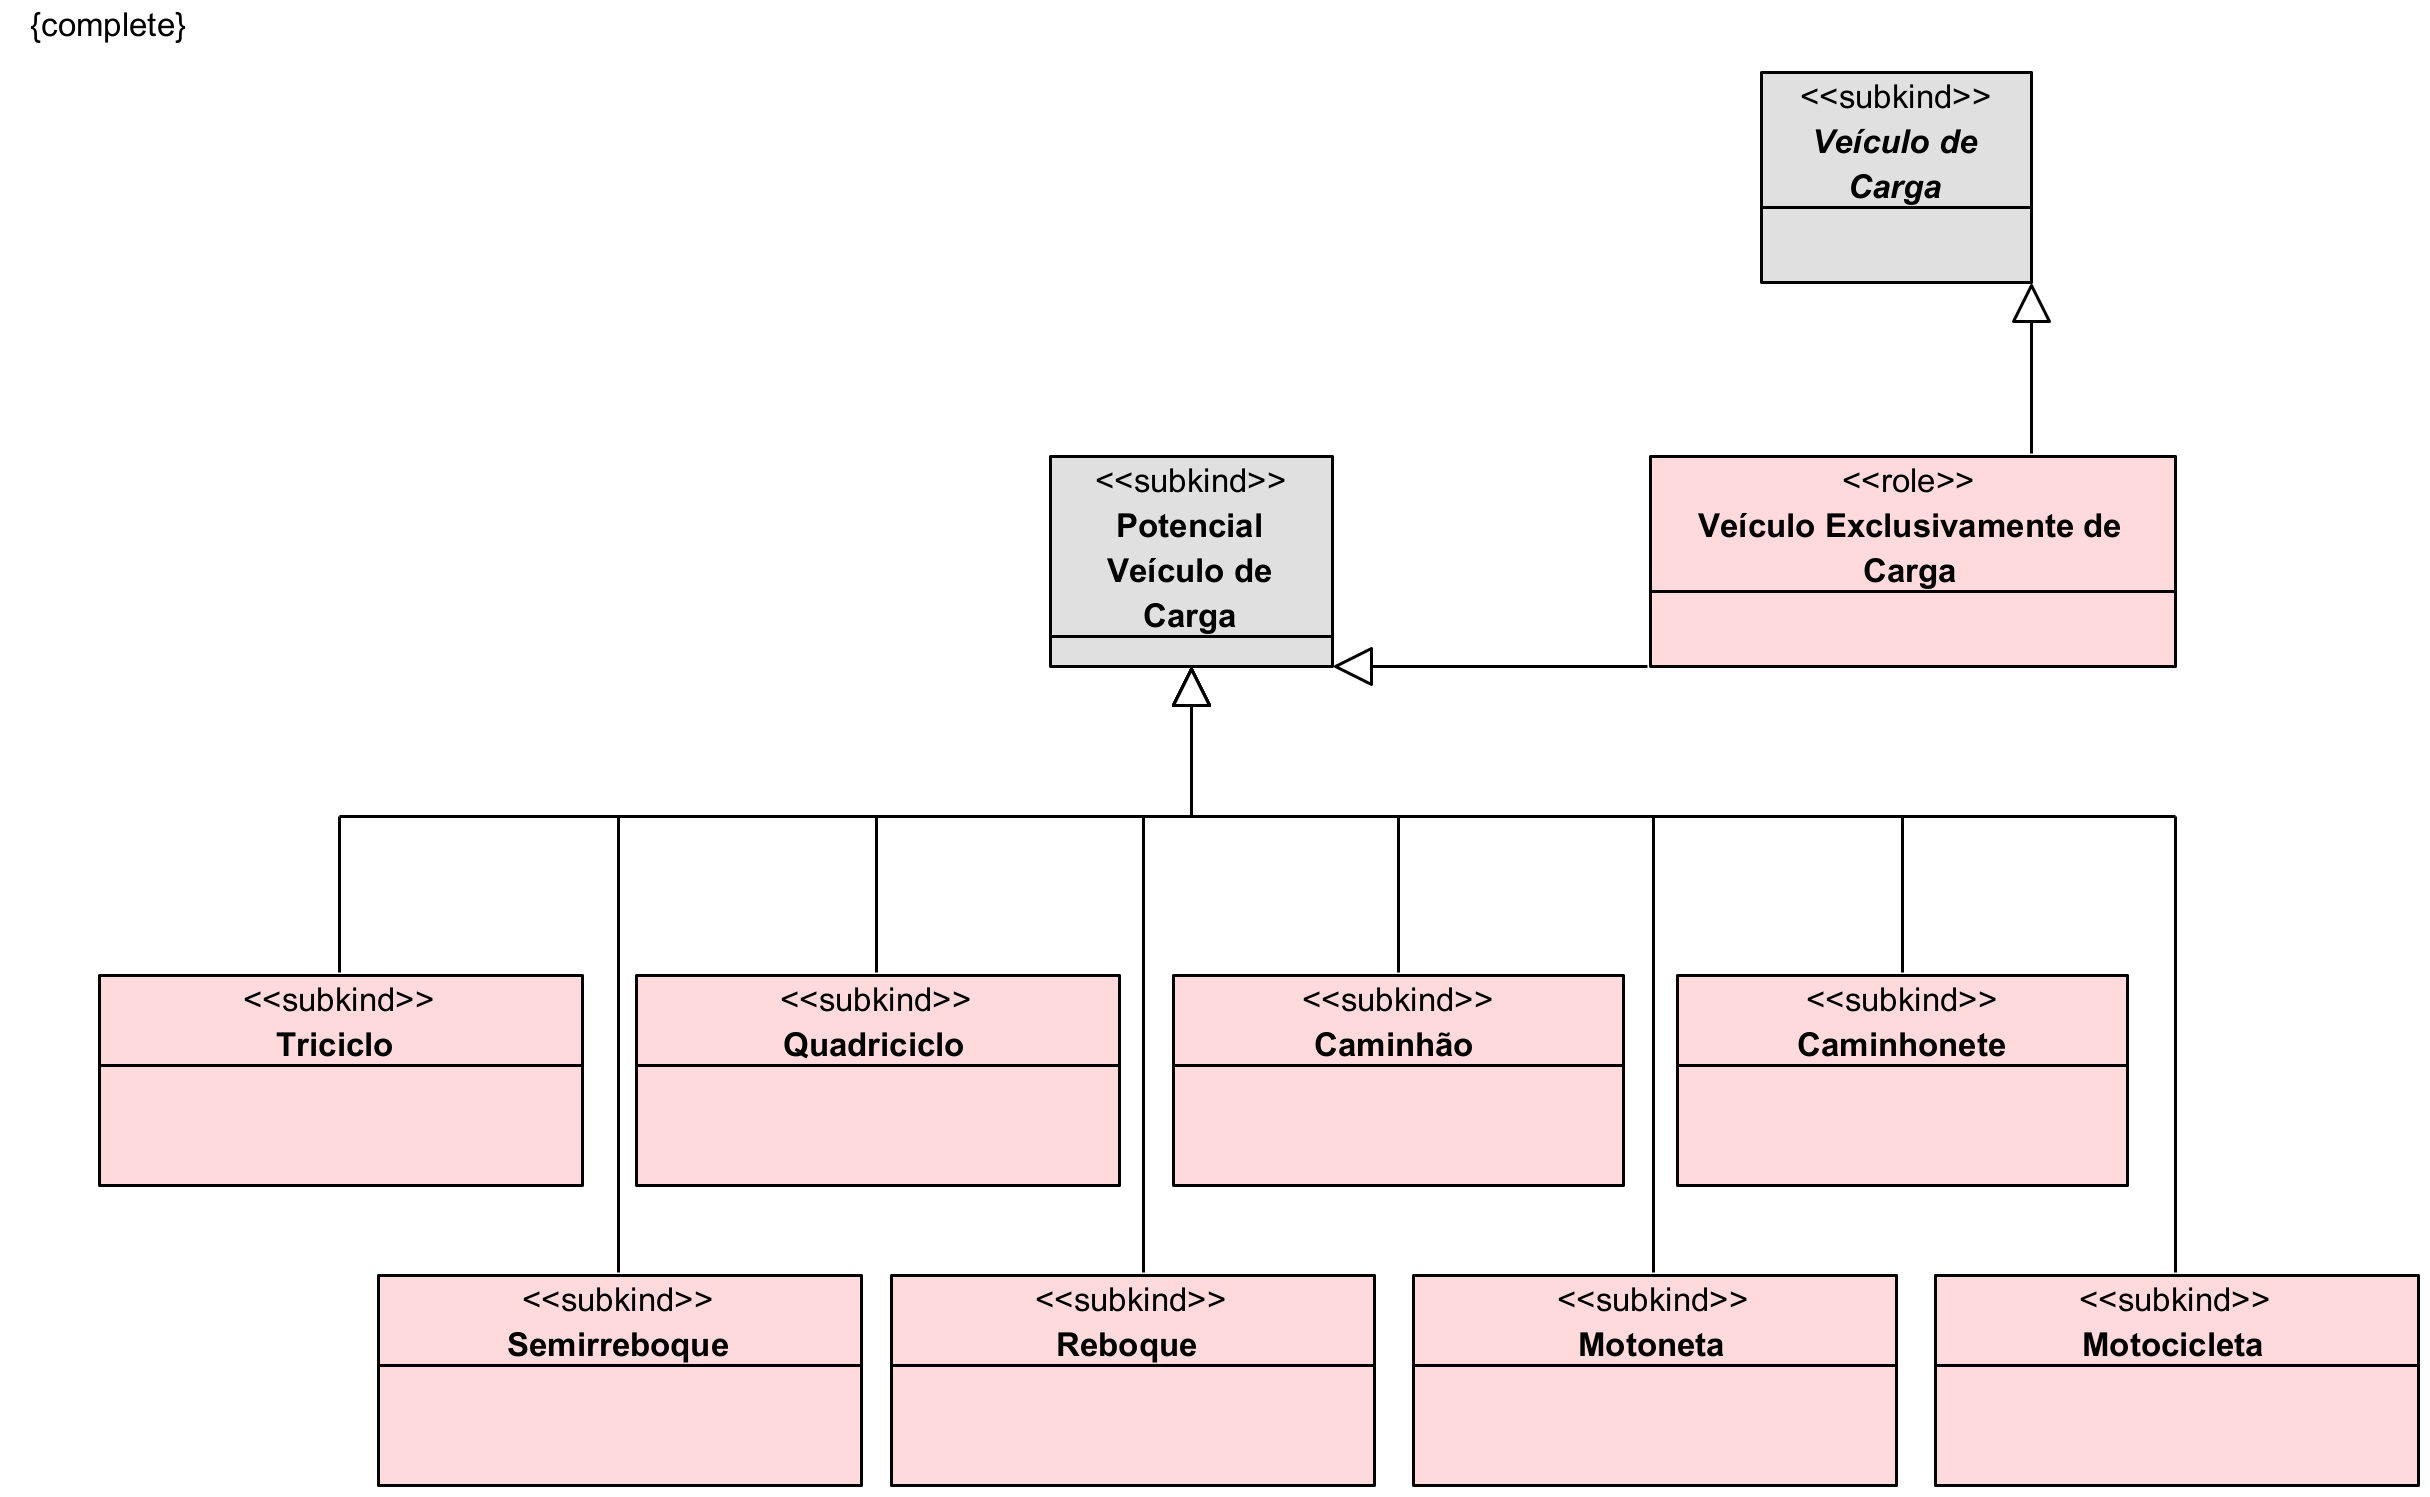 {complete}
<<subkind>>
Veículo de
Carga
<<subkind>>
Potencial
Veículo de
Carga
<<role>>
Veículo Exclusivamente de
Carga
<<subkind>>
Triciclo
<<subkind>>
Quadriciclo
<<subkind>>
Caminhão
<<subkind>>
Caminhonete
<<subkind>>
Semirreboque
<<subkind>>
Reboque
<<subkind>>
Motoneta
<<subkind>>
Motocicleta